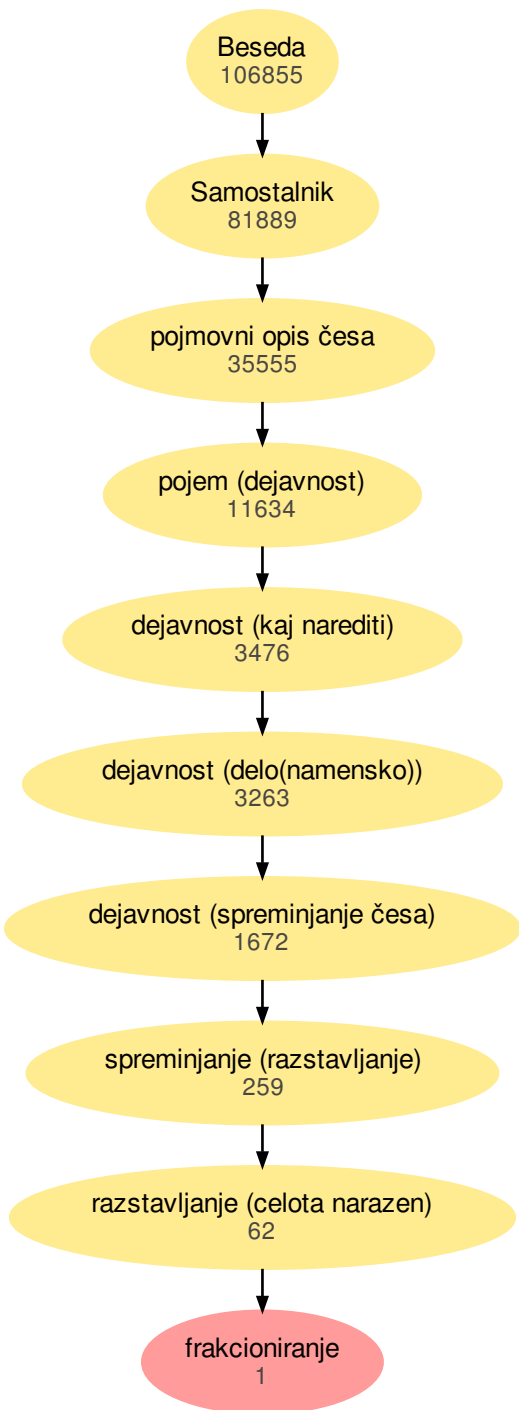 Beseda
106855
Samostalnik
81889
pojmovni opis česa
35555
pojem (dejavnost)
11634
dejavnost (kaj narediti)
3476
dejavnost (delo(namensko))
3263
dejavnost (spreminjanje česa)
1672
spreminjanje (razstavljanje)
259
razstavljanje (celota narazen)
62
frakcioniranje
1